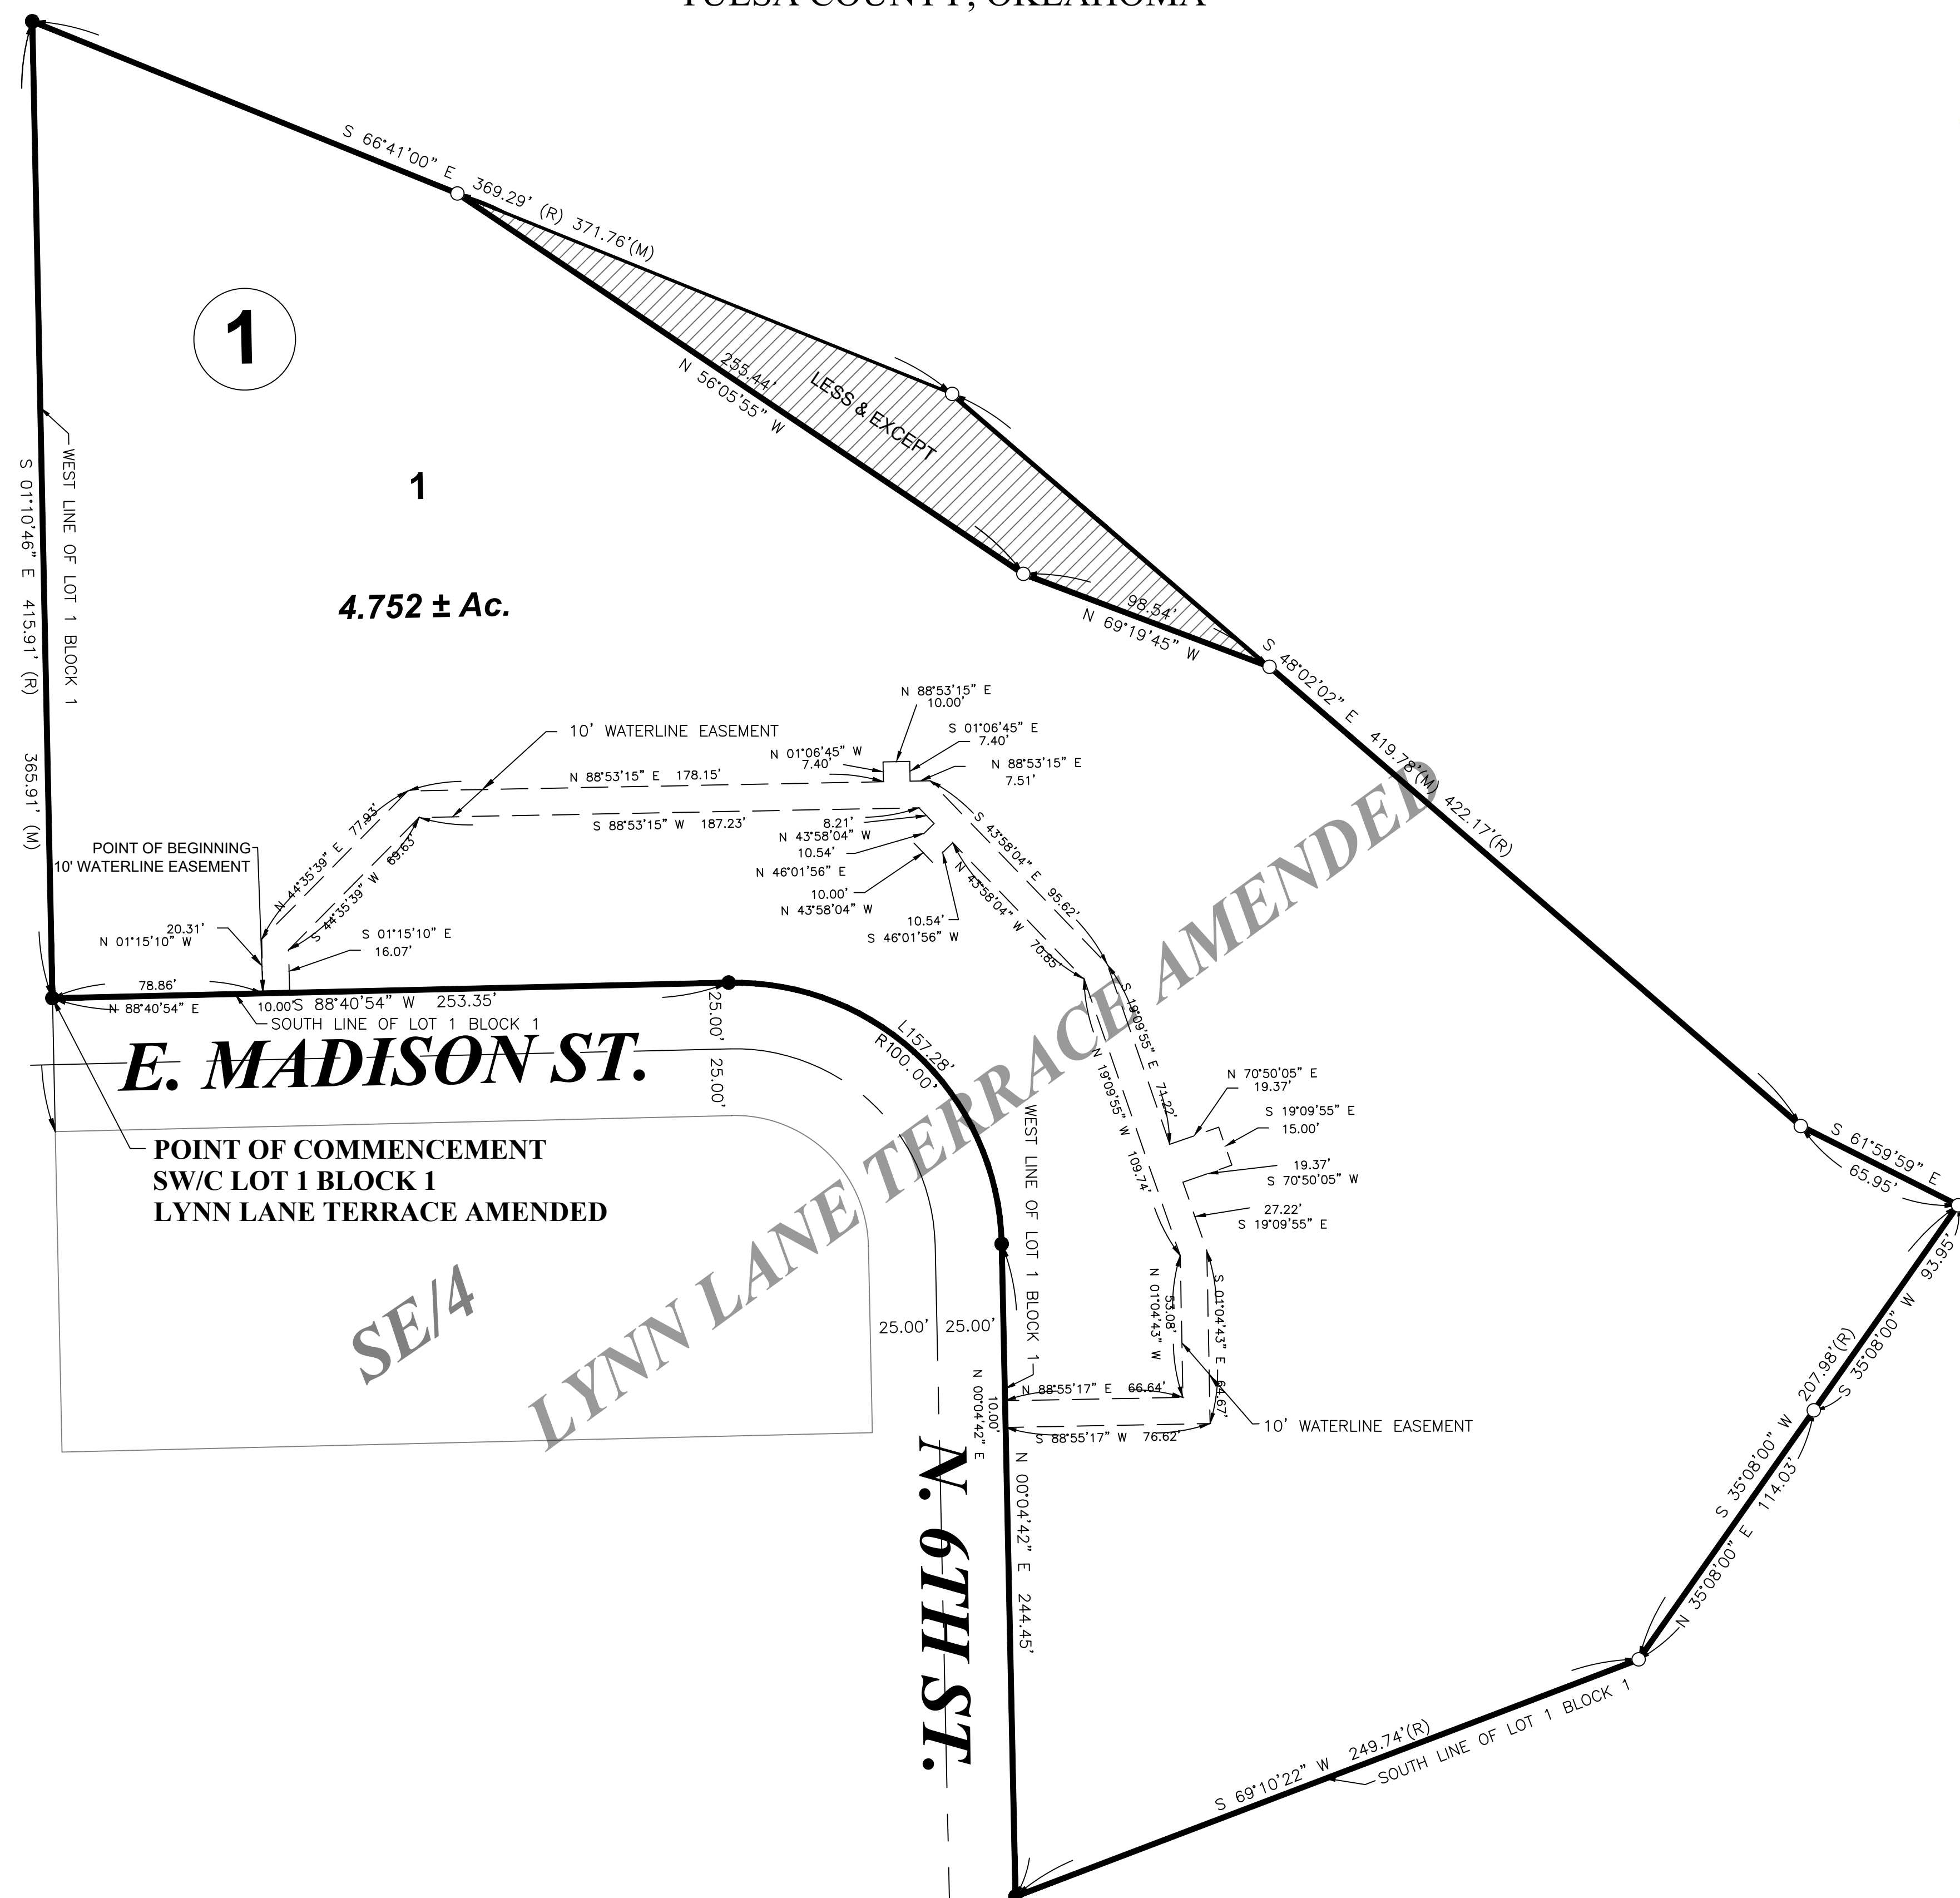 TULSA COUNTY, OKLAHOMA
S 66°41'00" E 369.29' (R) 371.76'(M)
1
255.44'
N 56°05'55" W
LESS & EXCEPT
1
4.752 ± Ac.
WEST LINE OF LOT 1 BLOCK 1
S 01°10'46" E 415.91' (R)
365.91' (M)
98.54'
N 69°19'45" W
S 48°02'02" E 419.78'(M) 422.17'(R)
N 88°53'15" E
10.00'
S 01°06'45" E
7.40'
10' WATERLINE EASEMENT
N 01°06'45" W
7.40'
N 88°53'15" E
7.51'
N 88°53'15" E 178.15'
S 88°53'15" W 187.23'
8.21'
N 43°58'04" W
10.54'
N 46°01'56" E
10.00'
N 43°58'04" W
10.54'
S 46°01'56" W
S 43°58'04" E 95.62'
N 43°58'04" W 70.85'
77.93'
N 44°35'39" E
69.63'
S 44°35'39" W
POINT OF BEGINNING
10' WATERLINE EASEMENT
20.31'
N 01°15'10" W
S 01°15'10" E
16.07'
78.86'
N 88°40'54" E
10.00'
S 88°40'54" W 253.35'
SOUTH LINE OF LOT 1 BLOCK 1
25.00'
25.00'
E. MADISON ST.
L157.28'
R100.00'
POINT OF COMMENCEMENT
SW/C LOT 1 BLOCK 1
LYNN LANE TERRACE AMENDED
LYNN LANE TERRACE AMENDED
SE/4
S 19°09'55" E 71.22'
N 19°09'55" W 109.74'
N 70°50'05" E
19.37'
S 19°09'55" E
15.00'
19.37'
S 70°50'05" W
27.22'
S 19°09'55" E
WEST LINE OF LOT 1 BLOCK 1
25.00'
25.00'
N 01°04'43" W
53.08'
S 01°04'43" E 64.67'
N 88°55'17" E 66.64'
S 88°55'17" W 76.62'
10' WATERLINE EASEMENT
10.00'
N 00°04'42" E
N 00°04'42" E 244.45'
N. 6TH ST.
S 61°59'59" E
65.95'
93.95'
S 35°08'00" W
S 35°08'00" W 207.98'(R)
N 35°08'00" E 114.03'
S 69°10'22" W 249.74'(R)
SOUTH LINE OF LOT 1 BLOCK 1